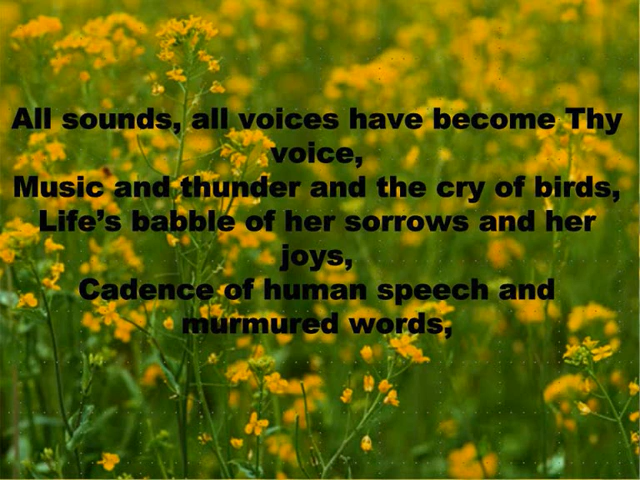 All sounds, all voices have become Thy
voice,
Music and thunder and the cry of birds,
Life’s babble of her sorrows and her
joys,
Cadence of human speech and
murmured words,